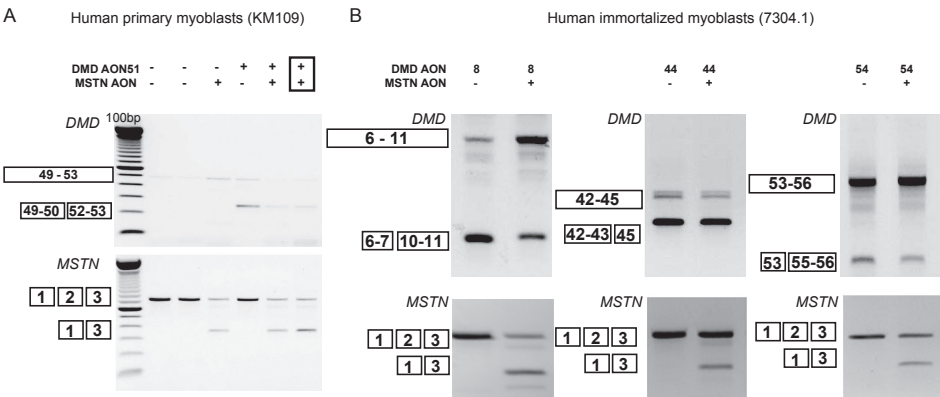 A
Human primary myoblasts (KM109)
DMD AON51 - - - + + +
MSTN AON - - + - + +
DMD
100bp
49 - 53
49-50 52-53
MSTN
1 2 3
1 3
B
Human immortalized myoblasts (7304.1)
DMD AON 8 8
MSTN AON - +
DMD
6 - 11
6-7 10-11
MSTN
1 2 3
1 3
44 44
- +
DMD
42-45
42-43 45
MSTN
1 2 3
1 3
54 54
- +
DMD
53-56
53 55-56
MSTN
1 2 3
1 3